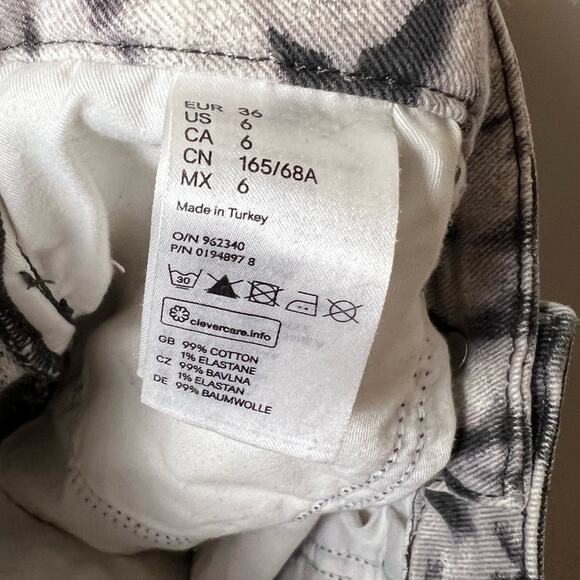 EUR 36
US 6
CA 6
CN 165/68A
MX 6
Made in Turkey
O/N 962340
P/N 0194897 8
30
clevercare.info
GB 99% COTTON
1% ELASTANE
CZ 99% BAVLNA
1% ELASTAN
DE 99% BAUMWOLLE